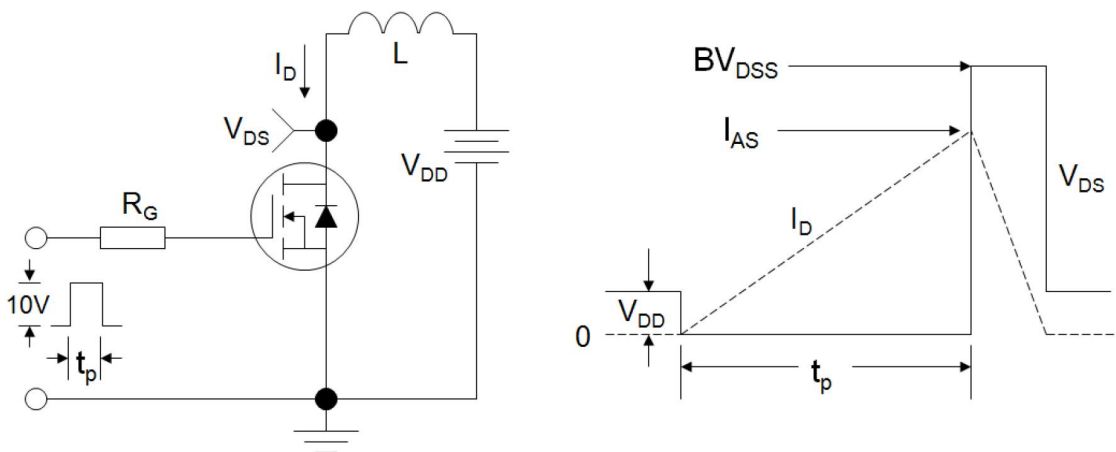 I_D
L
V_DS
V_DD
R_G
10V
t_p
BV_DSS
I_AS
V_DS
I_D
V_DD
0
t_p